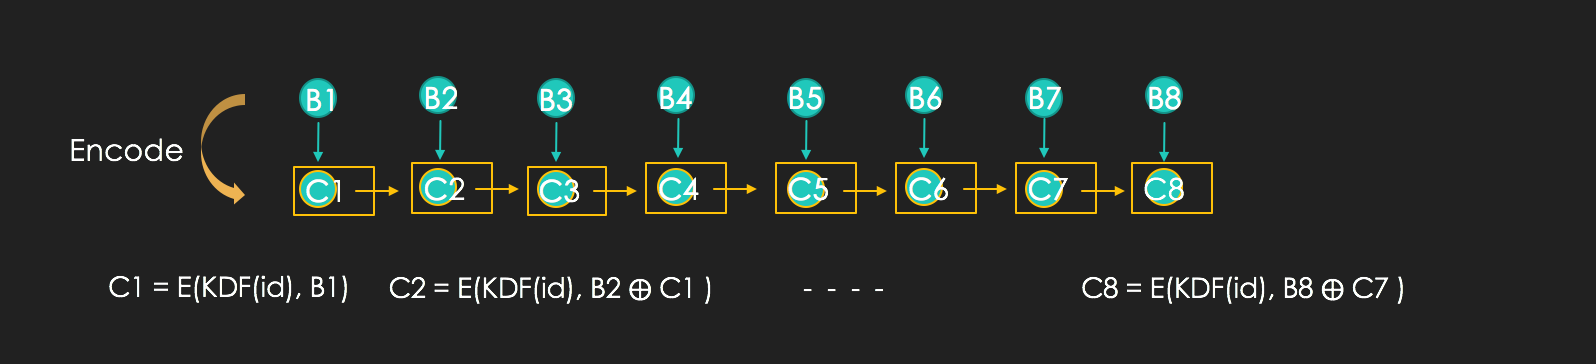 B1 B2 B3 B4 B5 B6 B7 B8
Encode
C1 C2 C3 C4 C5 C6 C7 C8
C1 = E(KDF(id), B1) C2 = E(KDF(id), B2 ⊕ C1 ) - - - - C8 = E(KDF(id), B8 ⊕ C7 )